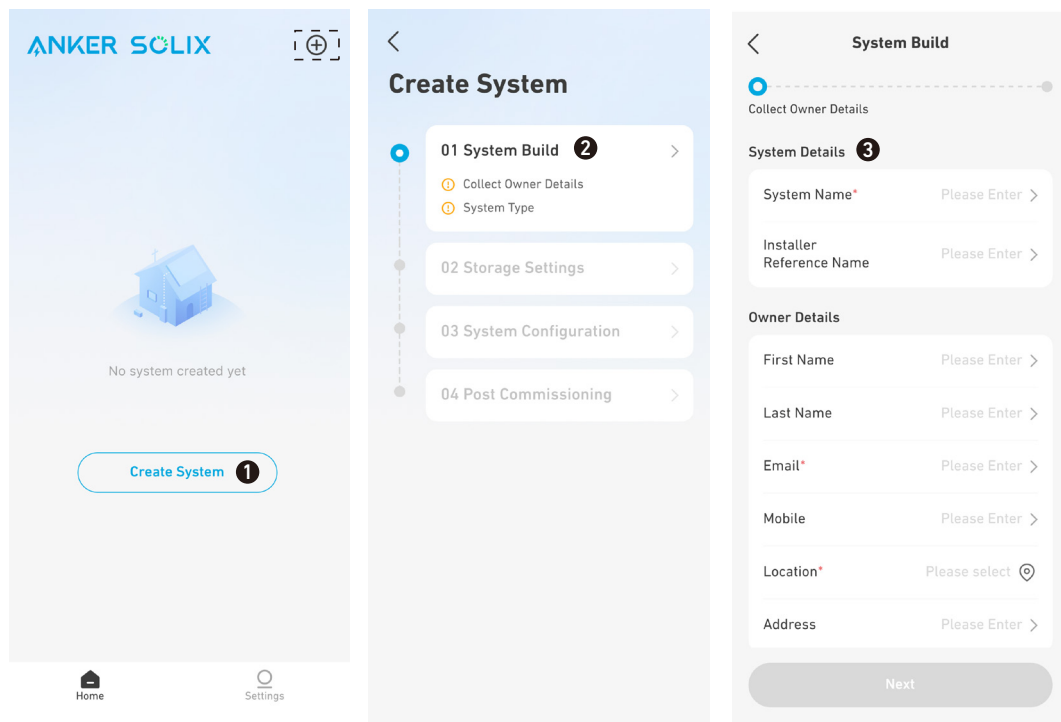 ANKER SOLIX
No system created yet
Create System 1
Home
Settings
Create System
01 System Build 2
Collect Owner Details
System Type
02 Storage Settings
03 System Configuration
04 Post Commissioning
System Build
Collect Owner Details
System Details 3
System Name* Please Enter
Installer
Reference Name Please Enter
Owner Details
First Name Please Enter
Last Name Please Enter
Email* Please Enter
Mobile Please Enter
Location* Please select
Address Please Enter
Next